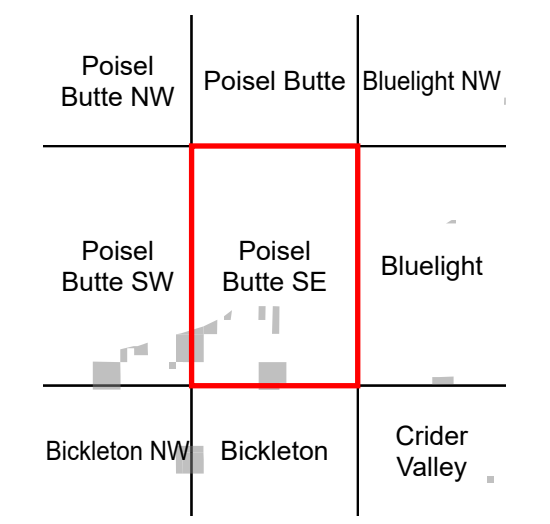 Poisel
Butte NW
Poisel Butte
Bluelight NW
Poisel
Butte SW
Poisel
Butte SE
Bluelight
Bickleton NW
Bickleton
Crider
Valley